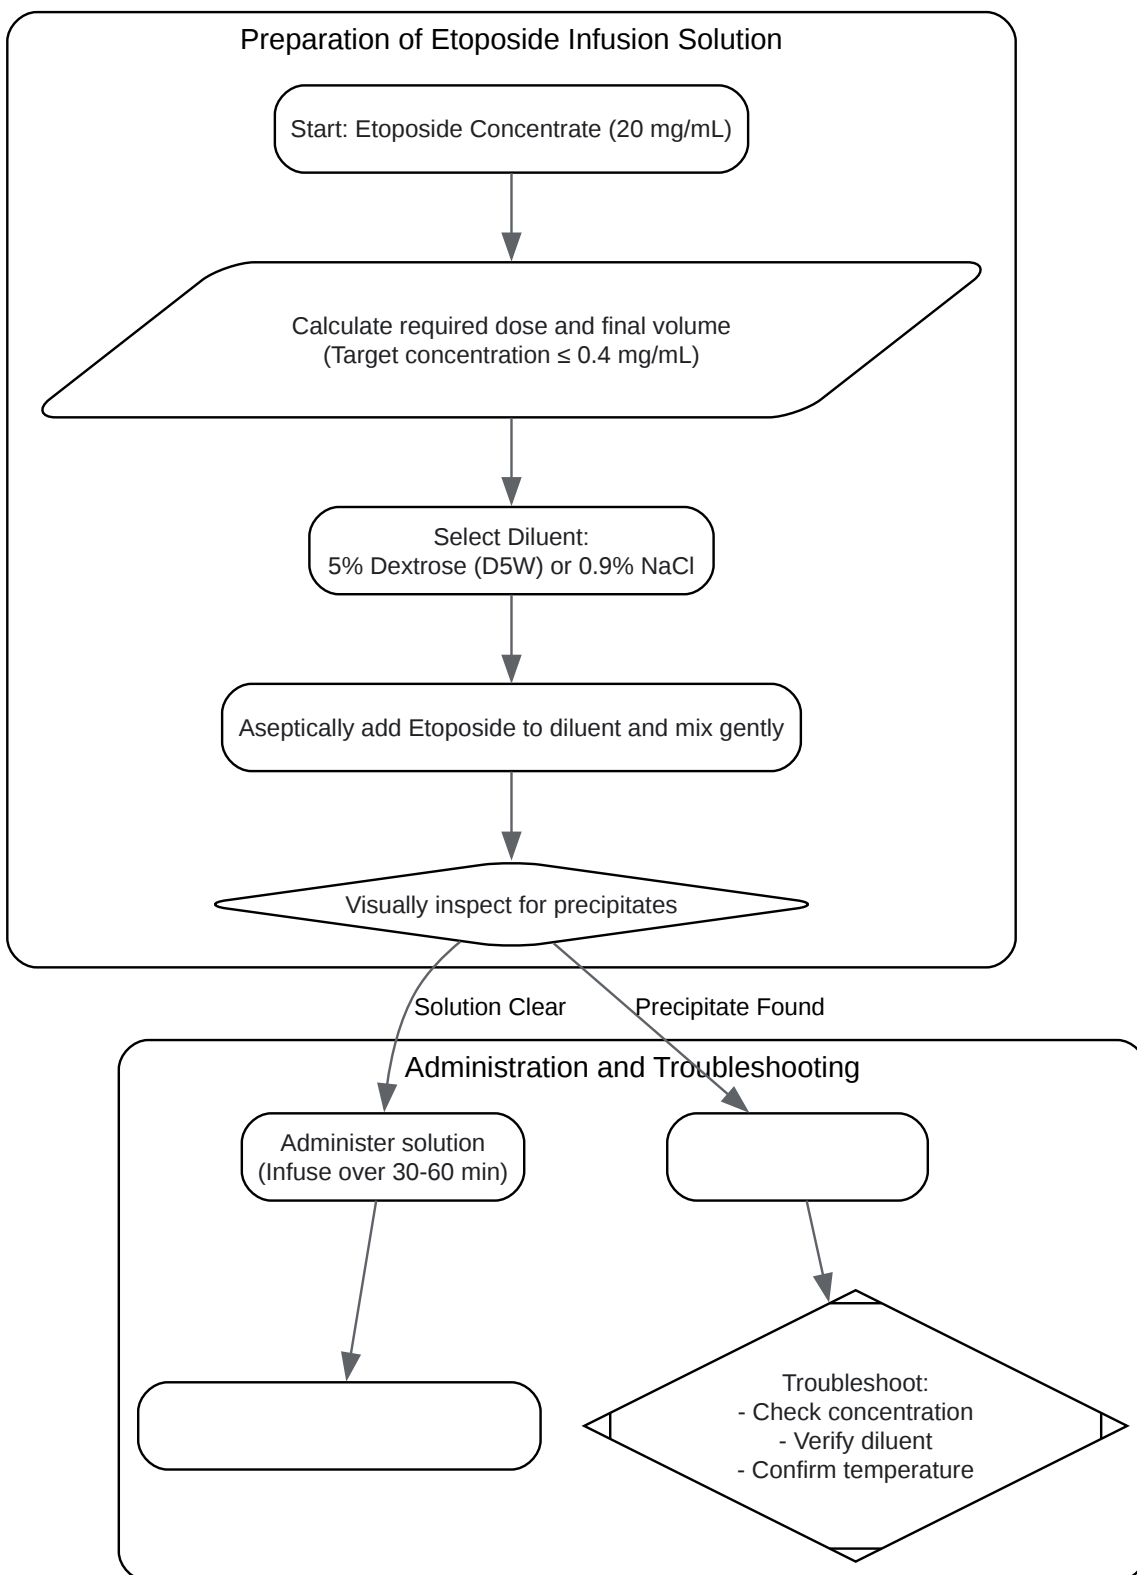 Preparation of Etoposide Infusion Solution
Start: Etoposide Concentrate (20 mg/mL)
Calculate required dose and final volume
(Target concentration ≤ 0.4 mg/mL)
Select Diluent:
5% Dextrose (D5W) or 0.9% NaCl
Aseptically add Etoposide to diluent and mix gently
Visually inspect for precipitates
Solution Clear
Precipitate Found
Administration and Troubleshooting
Administer solution
(Infuse over 30-60 min)
Troubleshoot:
- Check concentration
- Verify diluent
- Confirm temperature